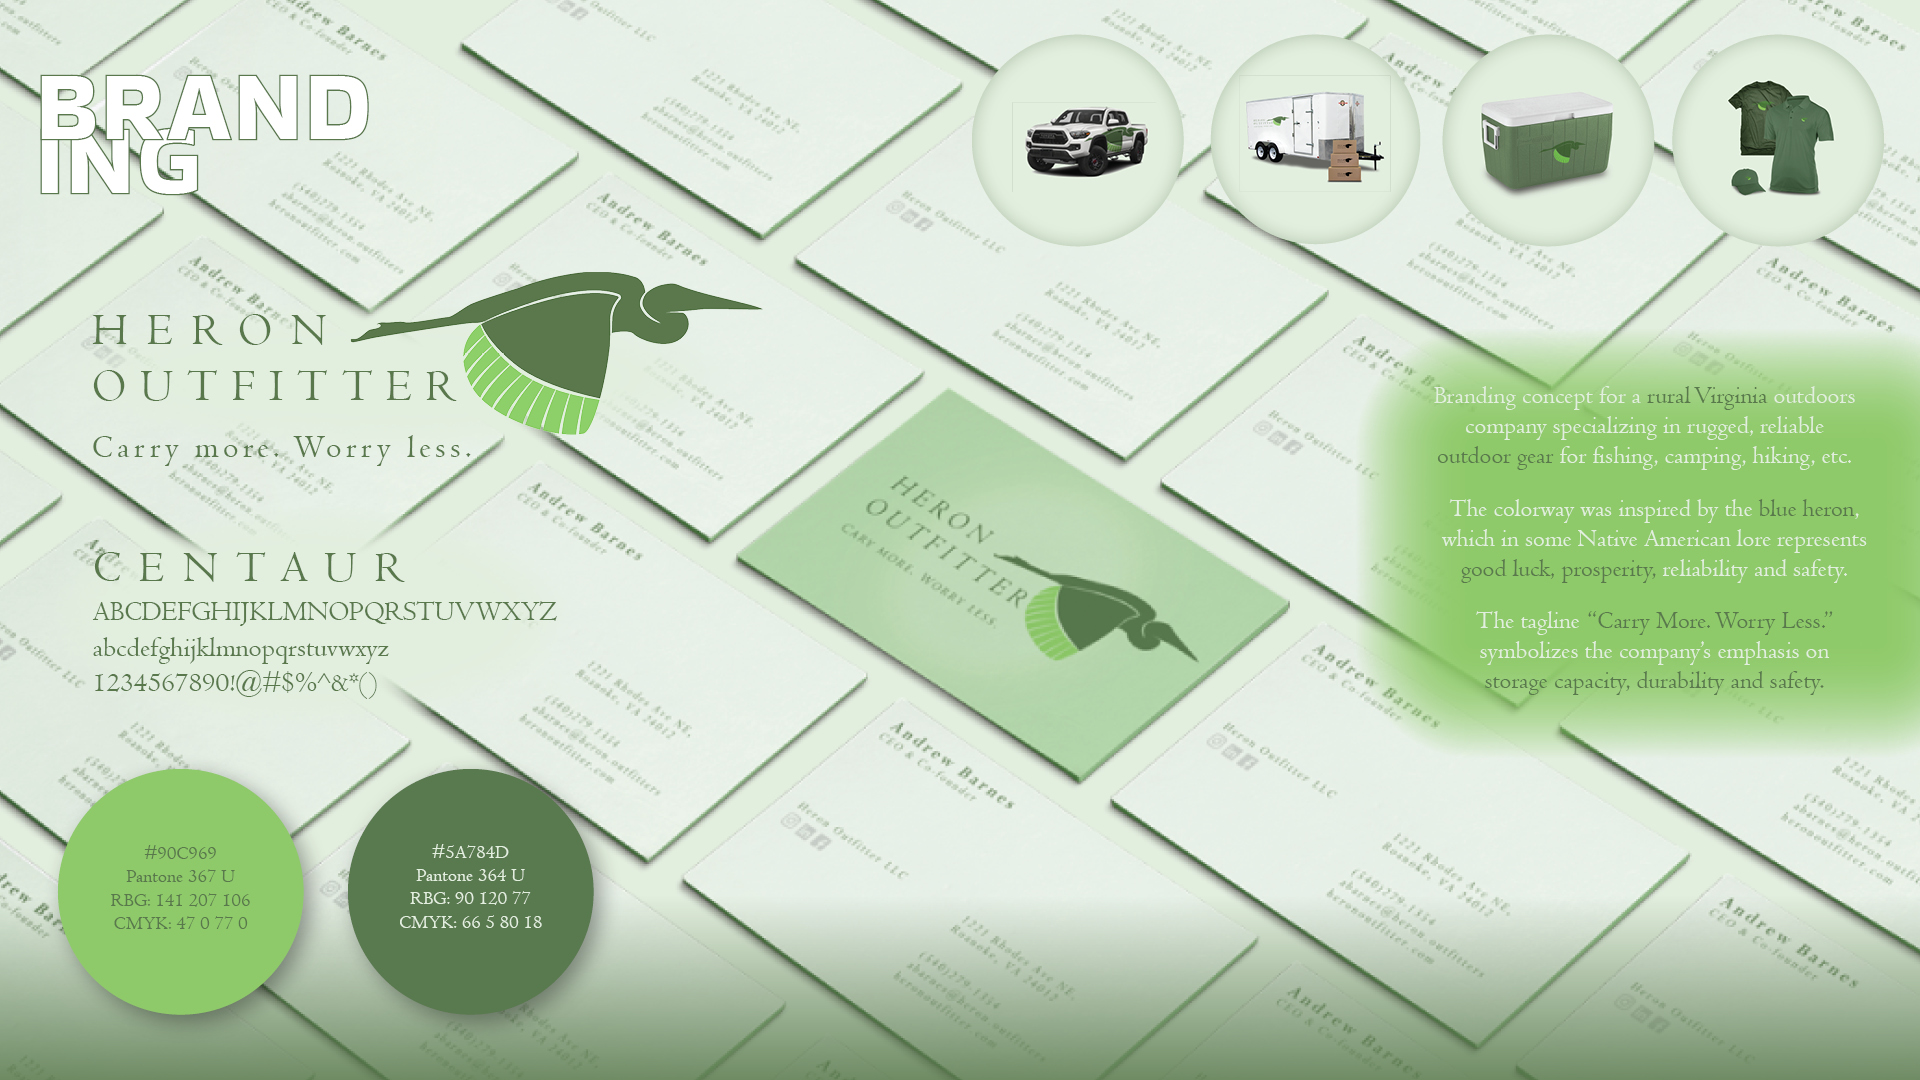 BRAND
ING
HERON
OUTFITTER
Carry more. Worry less.
CENTAUR
ABCDEFGHIJKLMNOPQRSTUVWXYZ
abcdefghijklmnopqrstuvwxyz
1234567890!@#$%^&*()
#90C969
Pantone 367 U
RBG: 141 207 106
CMYK: 47 0 77 0
#5A784D
Pantone 364 U
RBG: 90 120 77
CMYK: 66 5 80 18
HERON
OUTFITTER
CARY MORE. WORRY LESS.
Branding concept for a rural Virginia outdoors
company specializing in rugged, reliable
outdoor gear for fishing, camping, hiking, etc.
The colorway was inspired by the blue heron,
which in some Native American lore represents
good luck, prosperity, reliability and safety.
The tagline “Carry More. Worry Less.”
symbolizes the company’s emphasis on
storage capacity, durability and safety.
Andrew Barnes
CEO & Co-founder
Heron Outfitter LLC
1221 Rhodes Ave NE,
Roanoke, VA 24012
(540)279-1354
abarnes@heron.outfitters
heronoutfitter.com